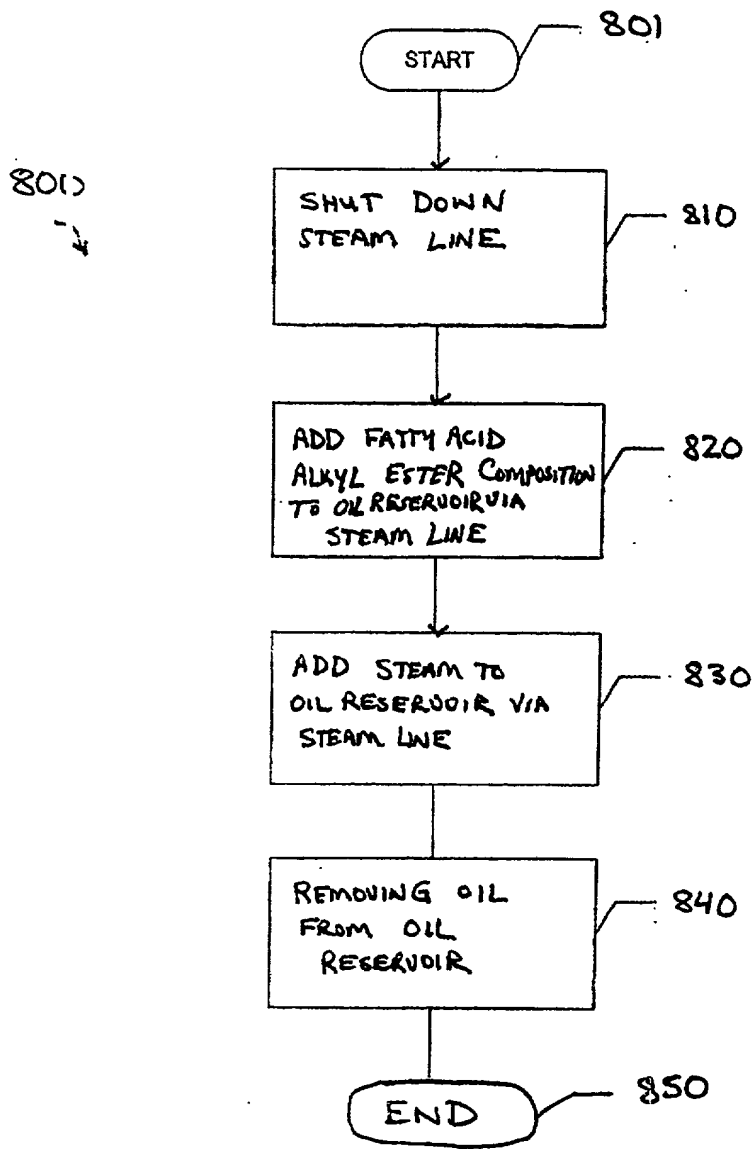 START
801
800
SHUT DOWN
STEAM LINE
810
ADD FATTY ACID
ALKYL ESTER COMPOSITION
TO OIL RESERVOIR VIA
STEAM LINE
820
ADD STEAM TO
OIL RESERVOIR VIA
STEAM LINE
830
REMOVING OIL
FROM OIL
RESERVOIR
840
END
850